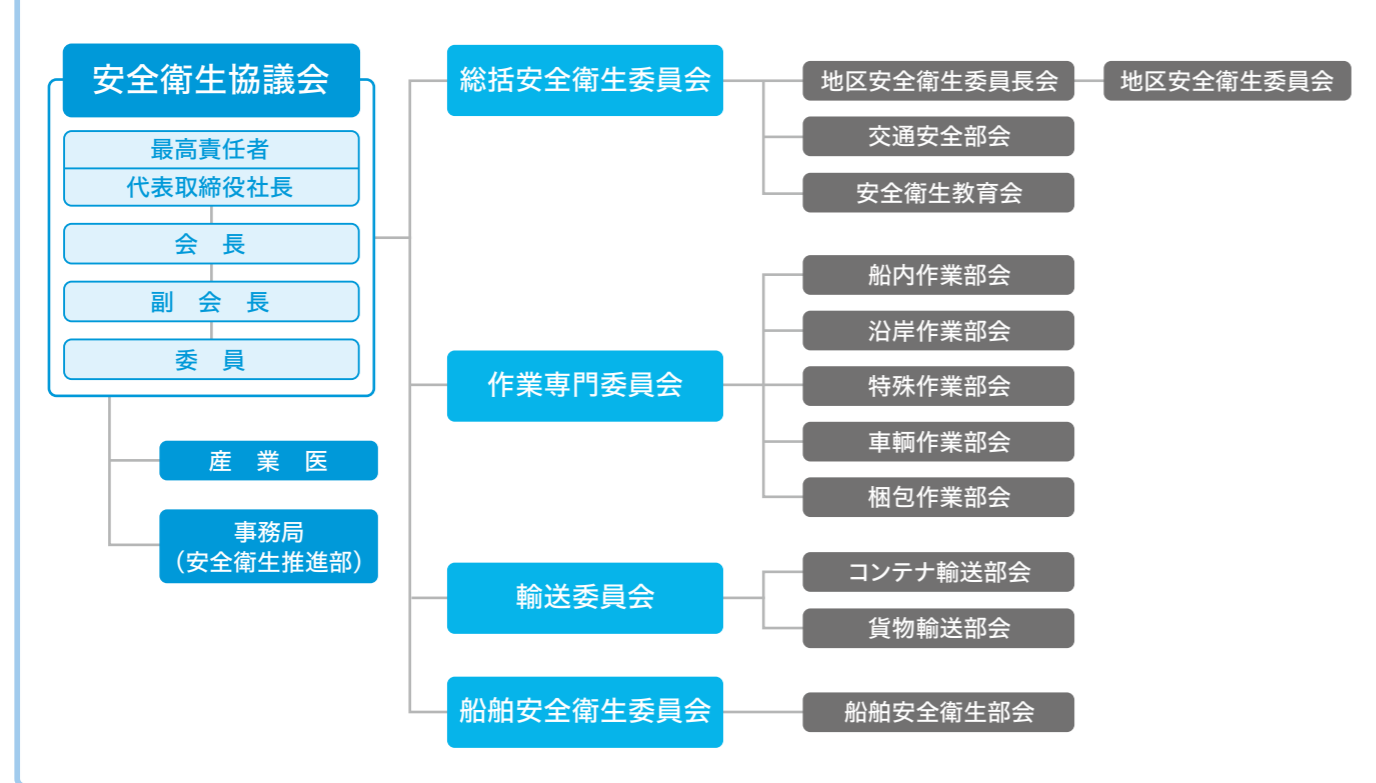 安全衛生協議会
最高責任者
代表取締役社長
会　長
副　会　長
委　員
産　業　医
事務局
（安全衛生推進部）
総括安全衛生委員会
地区安全衛生委員長会
地区安全衛生委員会
交通安全部会
安全衛生教育会
作業専門委員会
船内作業部会
沿岸作業部会
特殊作業部会
車輌作業部会
梱包作業部会
輸送委員会
コンテナ輸送部会
貨物輸送部会
船舶安全衛生委員会
船舶安全衛生部会